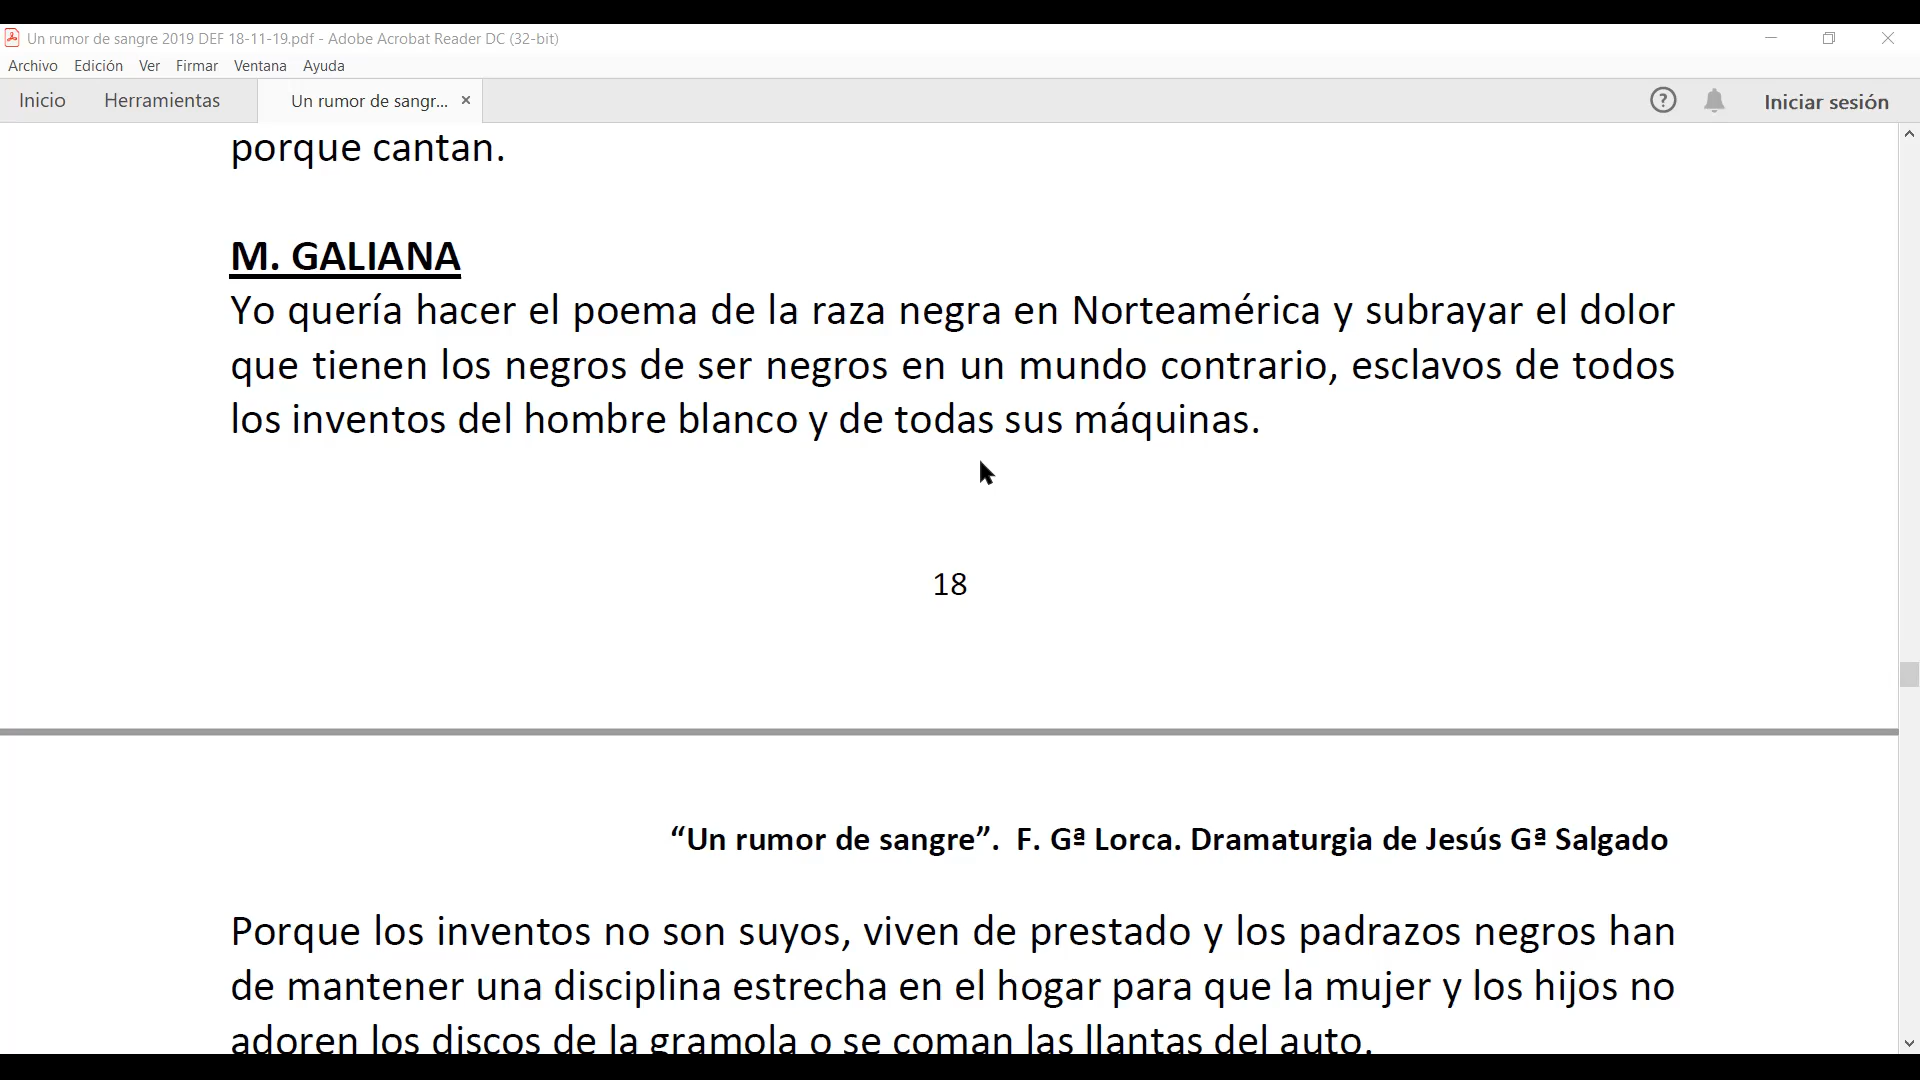 Un rumor de sangre 2019 DEF 18-11-19.pdf - Adobe Acrobat Reader DC (32-bit)
Archivo Edición Ver Firmar Ventana Ayuda
Inicio Herramientas Un rumor de sangr... × ? Iniciar sesión
porque cantan.
M. GALIANA
Yo quería hacer el poema de la raza negra en Norteamérica y subrayar el dolor
que tienen los negros de ser negros en un mundo contrario, esclavos de todos
los inventos del hombre blanco y de todas sus máquinas.
18
“Un rumor de sangre”.  F. Gª Lorca. Dramaturgia de Jesús Gª Salgado
Porque los inventos no son suyos, viven de prestado y los padrazos negros han
de mantener una disciplina estrecha en el hogar para que la mujer y los hijos no
adoren los discos de la gramola o se coman las llantas del auto.